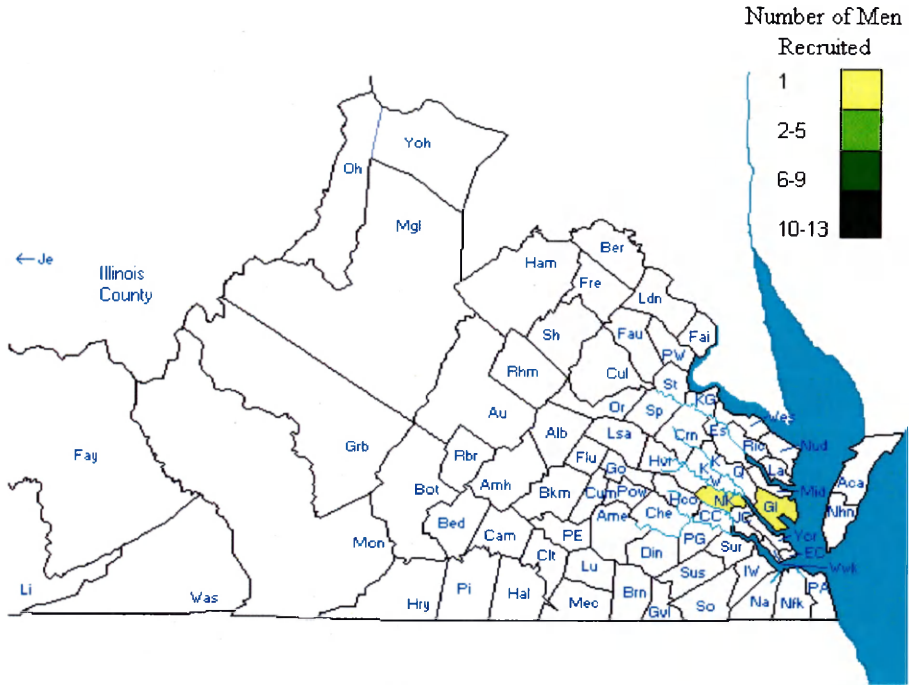 Number of Men
Recruited
1
2-5
6-9
10-13
Yoh
Oh
Mgl
←Je
Illinois
County
Ham
Ber
Fre
Ldn
Sh
Fau
Fai
PW
Rhm
Cul
St
KG
Wes
Au
Or
Sp
Es
Ric
Nud
Alb
Lsa
Crn
La
Grb
Rbr
Flu
Go
Hvr
K
K
Q
Mid
Aca
Fay
Bot
Amh
Bkm
Cum
Pow
W
Hco
NK
Gl
Nhn
Bed
Ame
Che
CC
JC
Yor
Mon
Cam
PE
EC
Clt
Din
PG
Sur
Wwk
Li
Was
Hry
Pi
Hal
Lu
Sus
IW
PA
Mec
Brn
Gvl
So
Na
Nfk